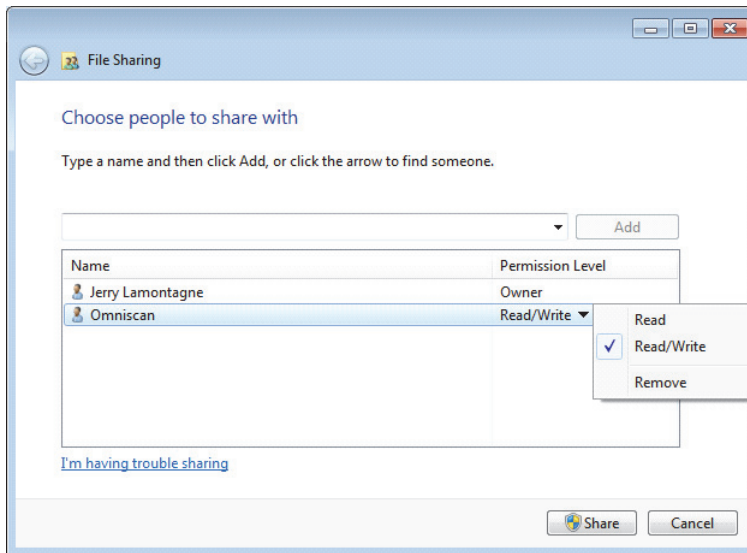 File Sharing
Choose people to share with
Type a name and then click Add, or click the arrow to find someone.
Add
Name Permission Level
Jerry Lamontagne Owner
Omniscan Read/Write
Read
Read/Write
Remove
I'm having trouble sharing
Share Cancel